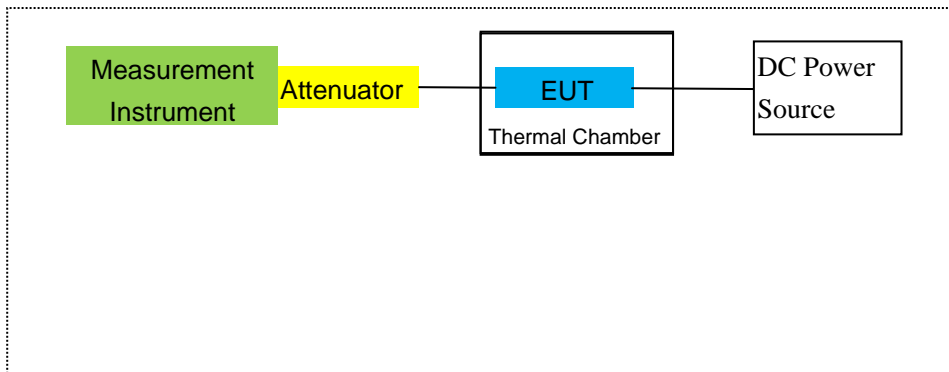 Measurement
Instrument
Attenuator
EUT
Thermal Chamber
DC Power
Source